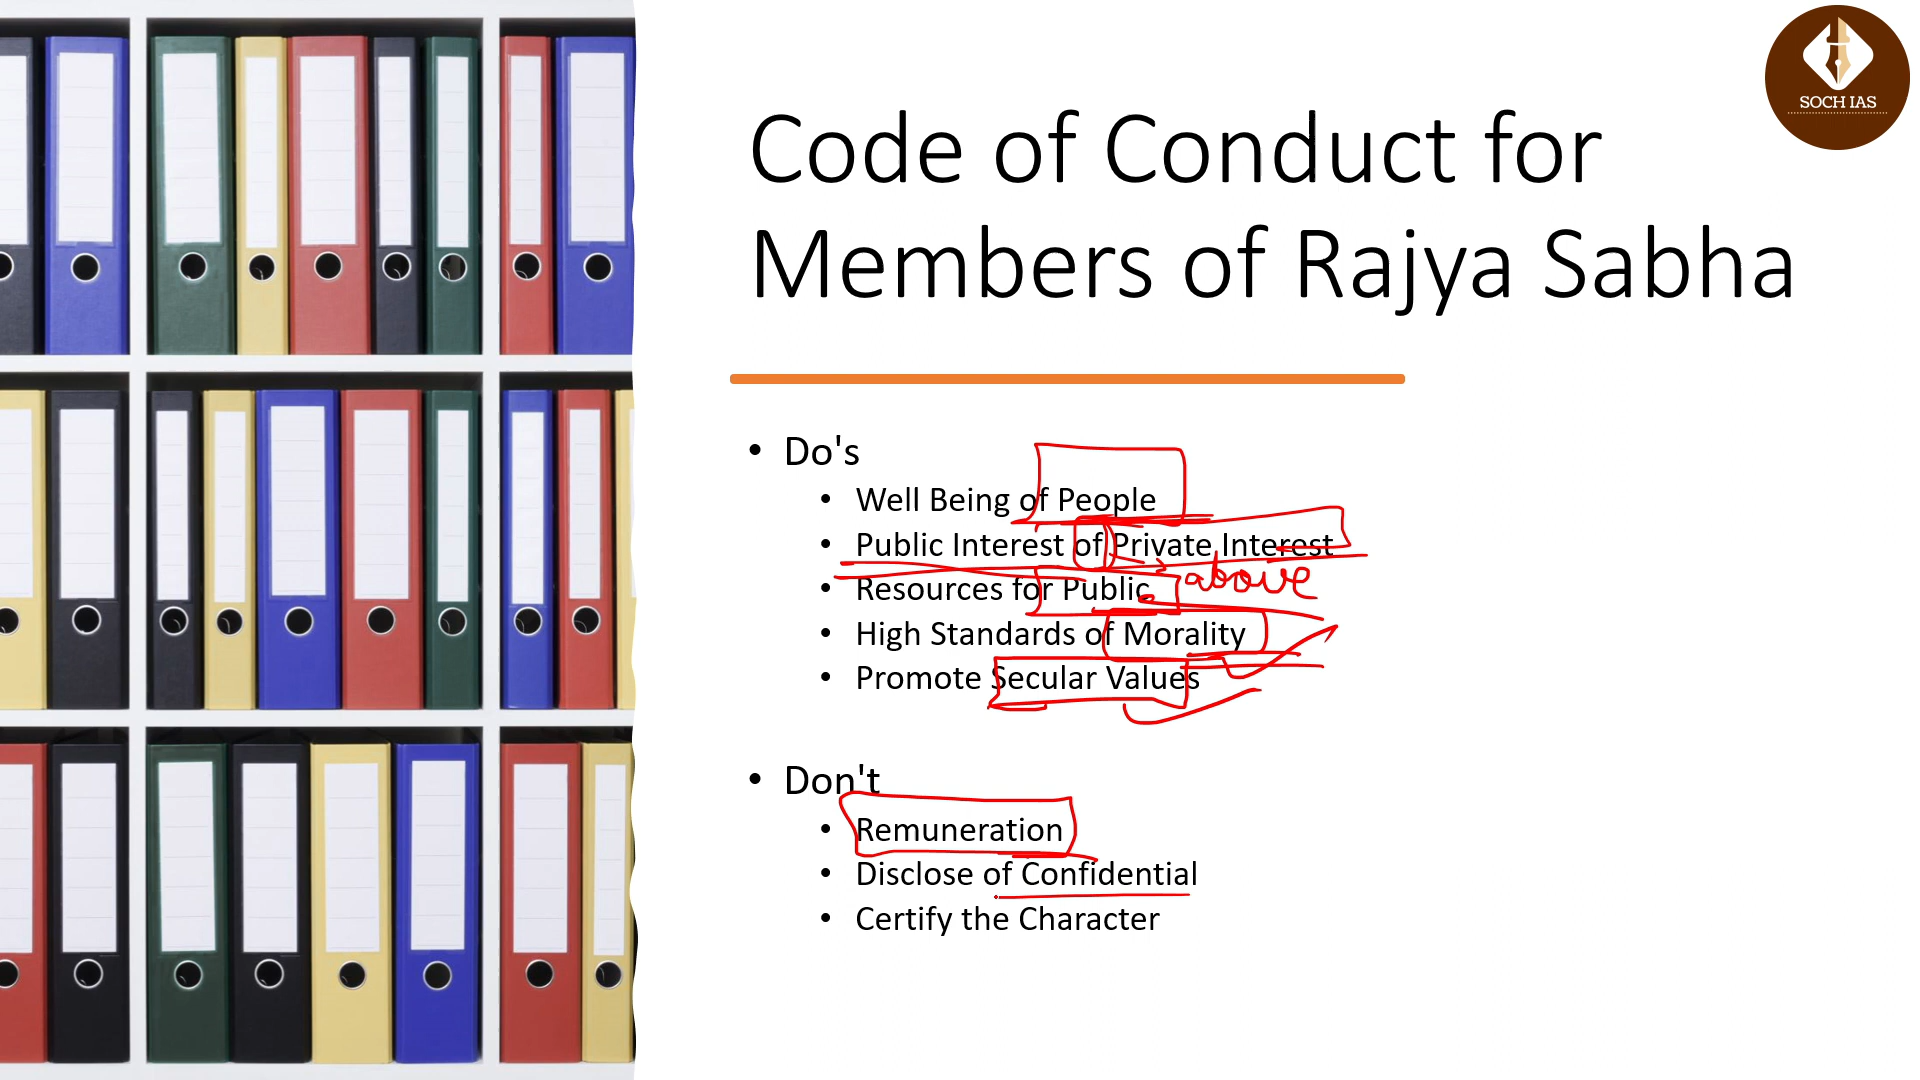 SOCH IAS
Code of Conduct for
Members of Rajya Sabha
• Do's
• Well Being of People
• Public Interest of Private Interest
above
• Resources for Public
• High Standards of Morality
• Promote Secular Values
• Don't
• Remuneration
• Disclose of Confidential
• Certify the Character